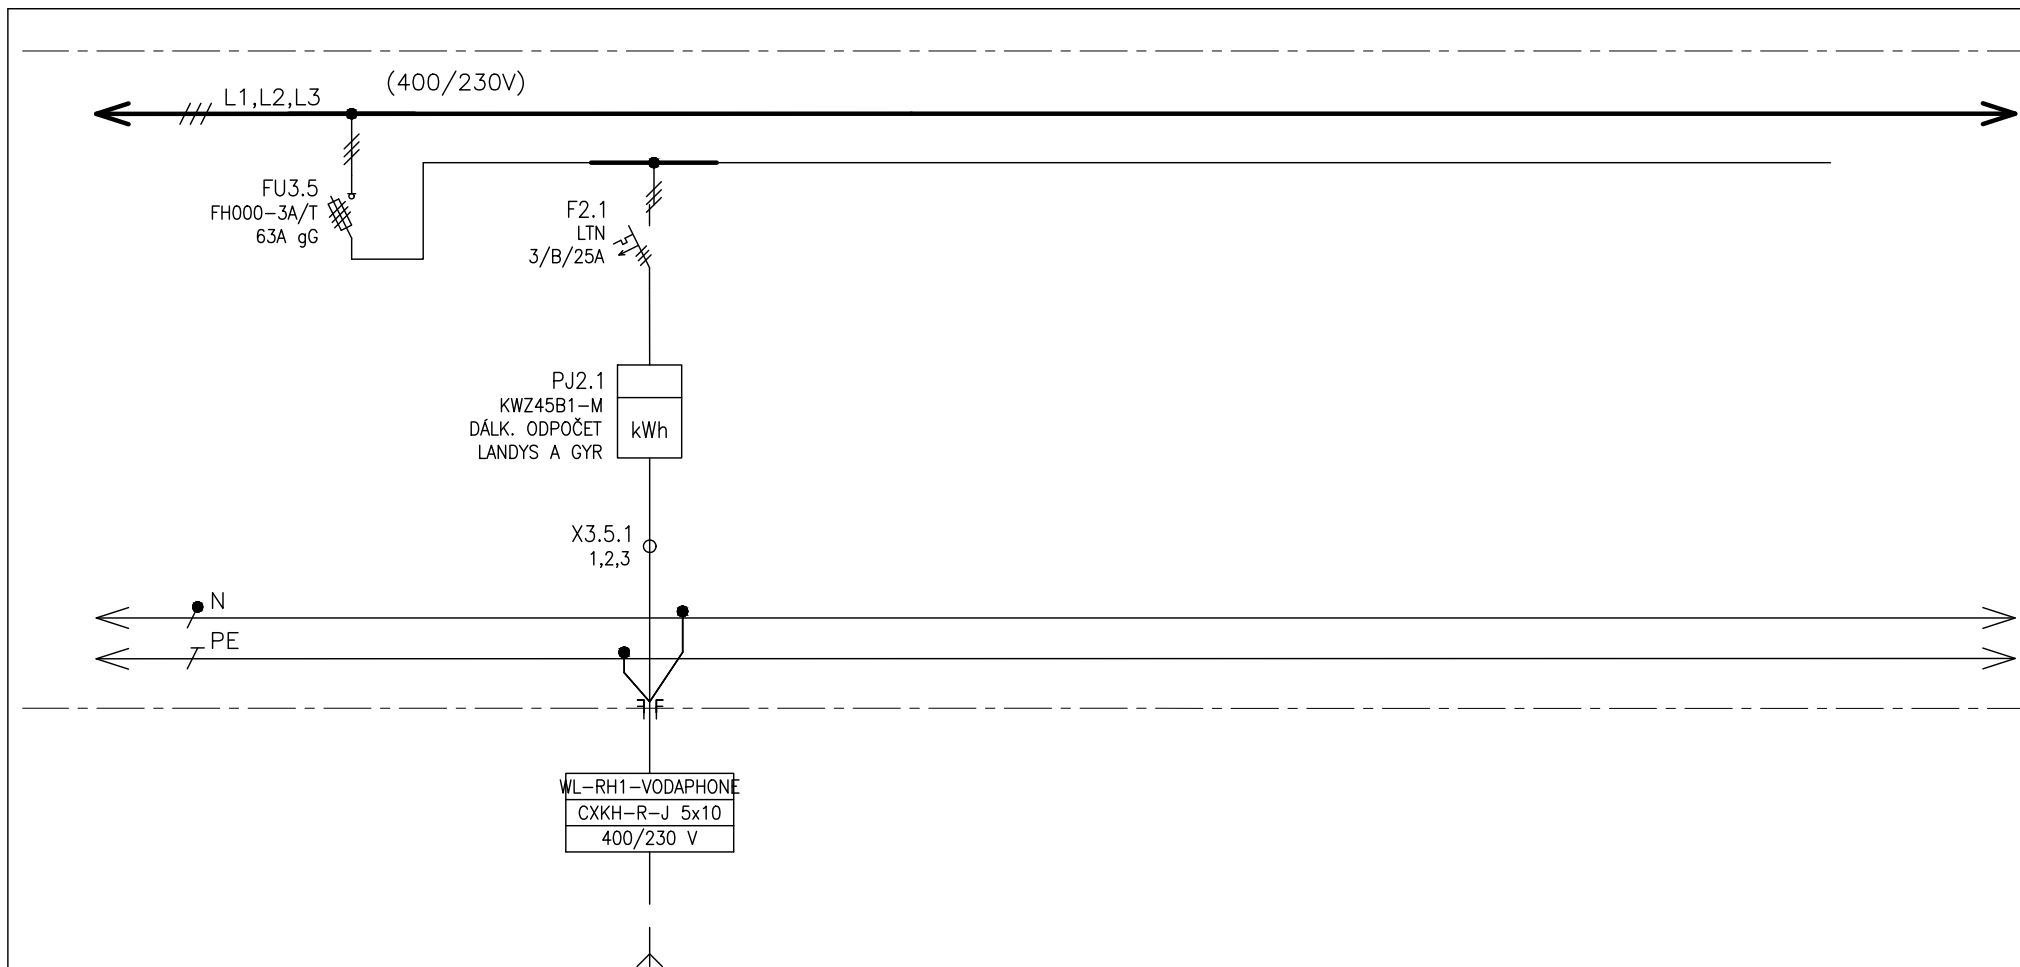 (400/230V)
L1,L2,L3
FU3.5
FH000-3A/T
63A gG
F2.1
LTN
3/B/25A
PJ2.1
KWZ45B1-M
DÁLK. ODPOČET
LANDYS A GYR
kWh
X3.5.1
1,2,3
N
PE
WL-RH1-VODAPHONE
CXKH-R-J 5x10
400/230 V